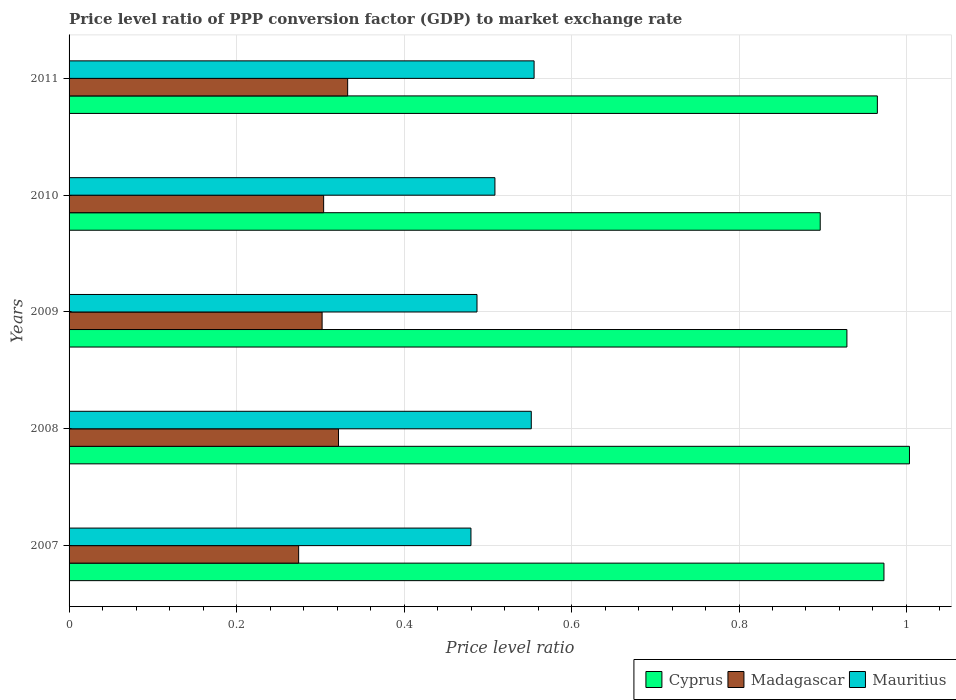 Price level ratio of PPP conversion factor (GDP) to market exchange rate
2011
2010
2009
2008
2007
Years
0
0.2
0.4
0.6
0.8
1
Price level ratio
Cyprus
Madagascar
Mauritius